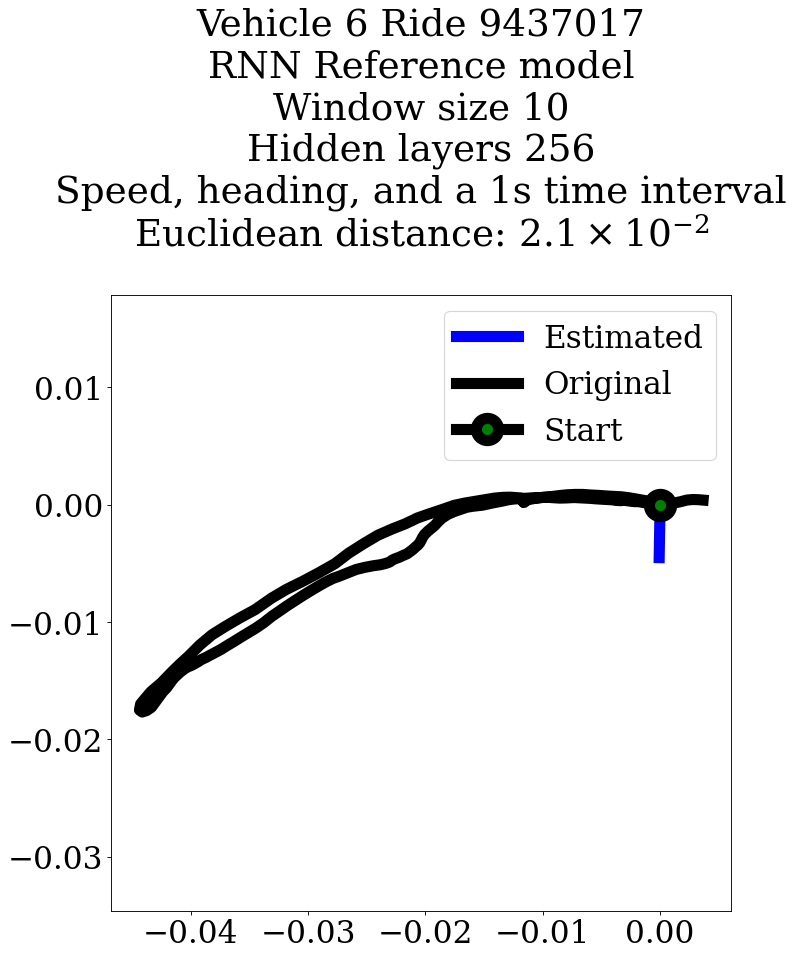 Vehicle 6 Ride 9437017
RNN Reference model
Window size 10
Hidden layers 256
Speed, heading, and a 1s time interval
Euclidean distance: 2.1 × 10⁻²
Estimated
Original
Start
0.01
0.00
−0.01
−0.02
−0.03
−0.04 −0.03 −0.02 −0.01 0.00